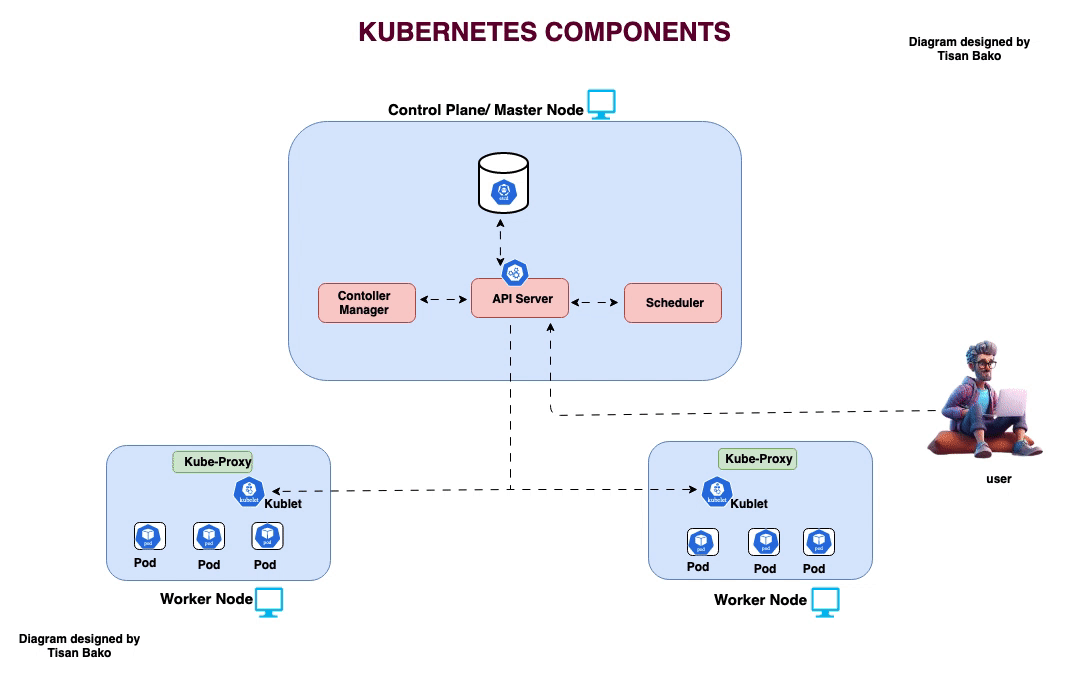 KUBERNETES COMPONENTS
Diagram designed by
Tisan Bako
Control Plane/ Master Node
etcd
Contoller
Manager
API Server
Scheduler
Kube-Proxy
kubelet
Kublet
pod
pod
pod
Pod
Pod
Pod
Worker Node
Kube-Proxy
kubelet
Kublet
pod
pod
pod
Pod
Pod
Pod
Worker Node
user
Diagram designed by
Tisan Bako